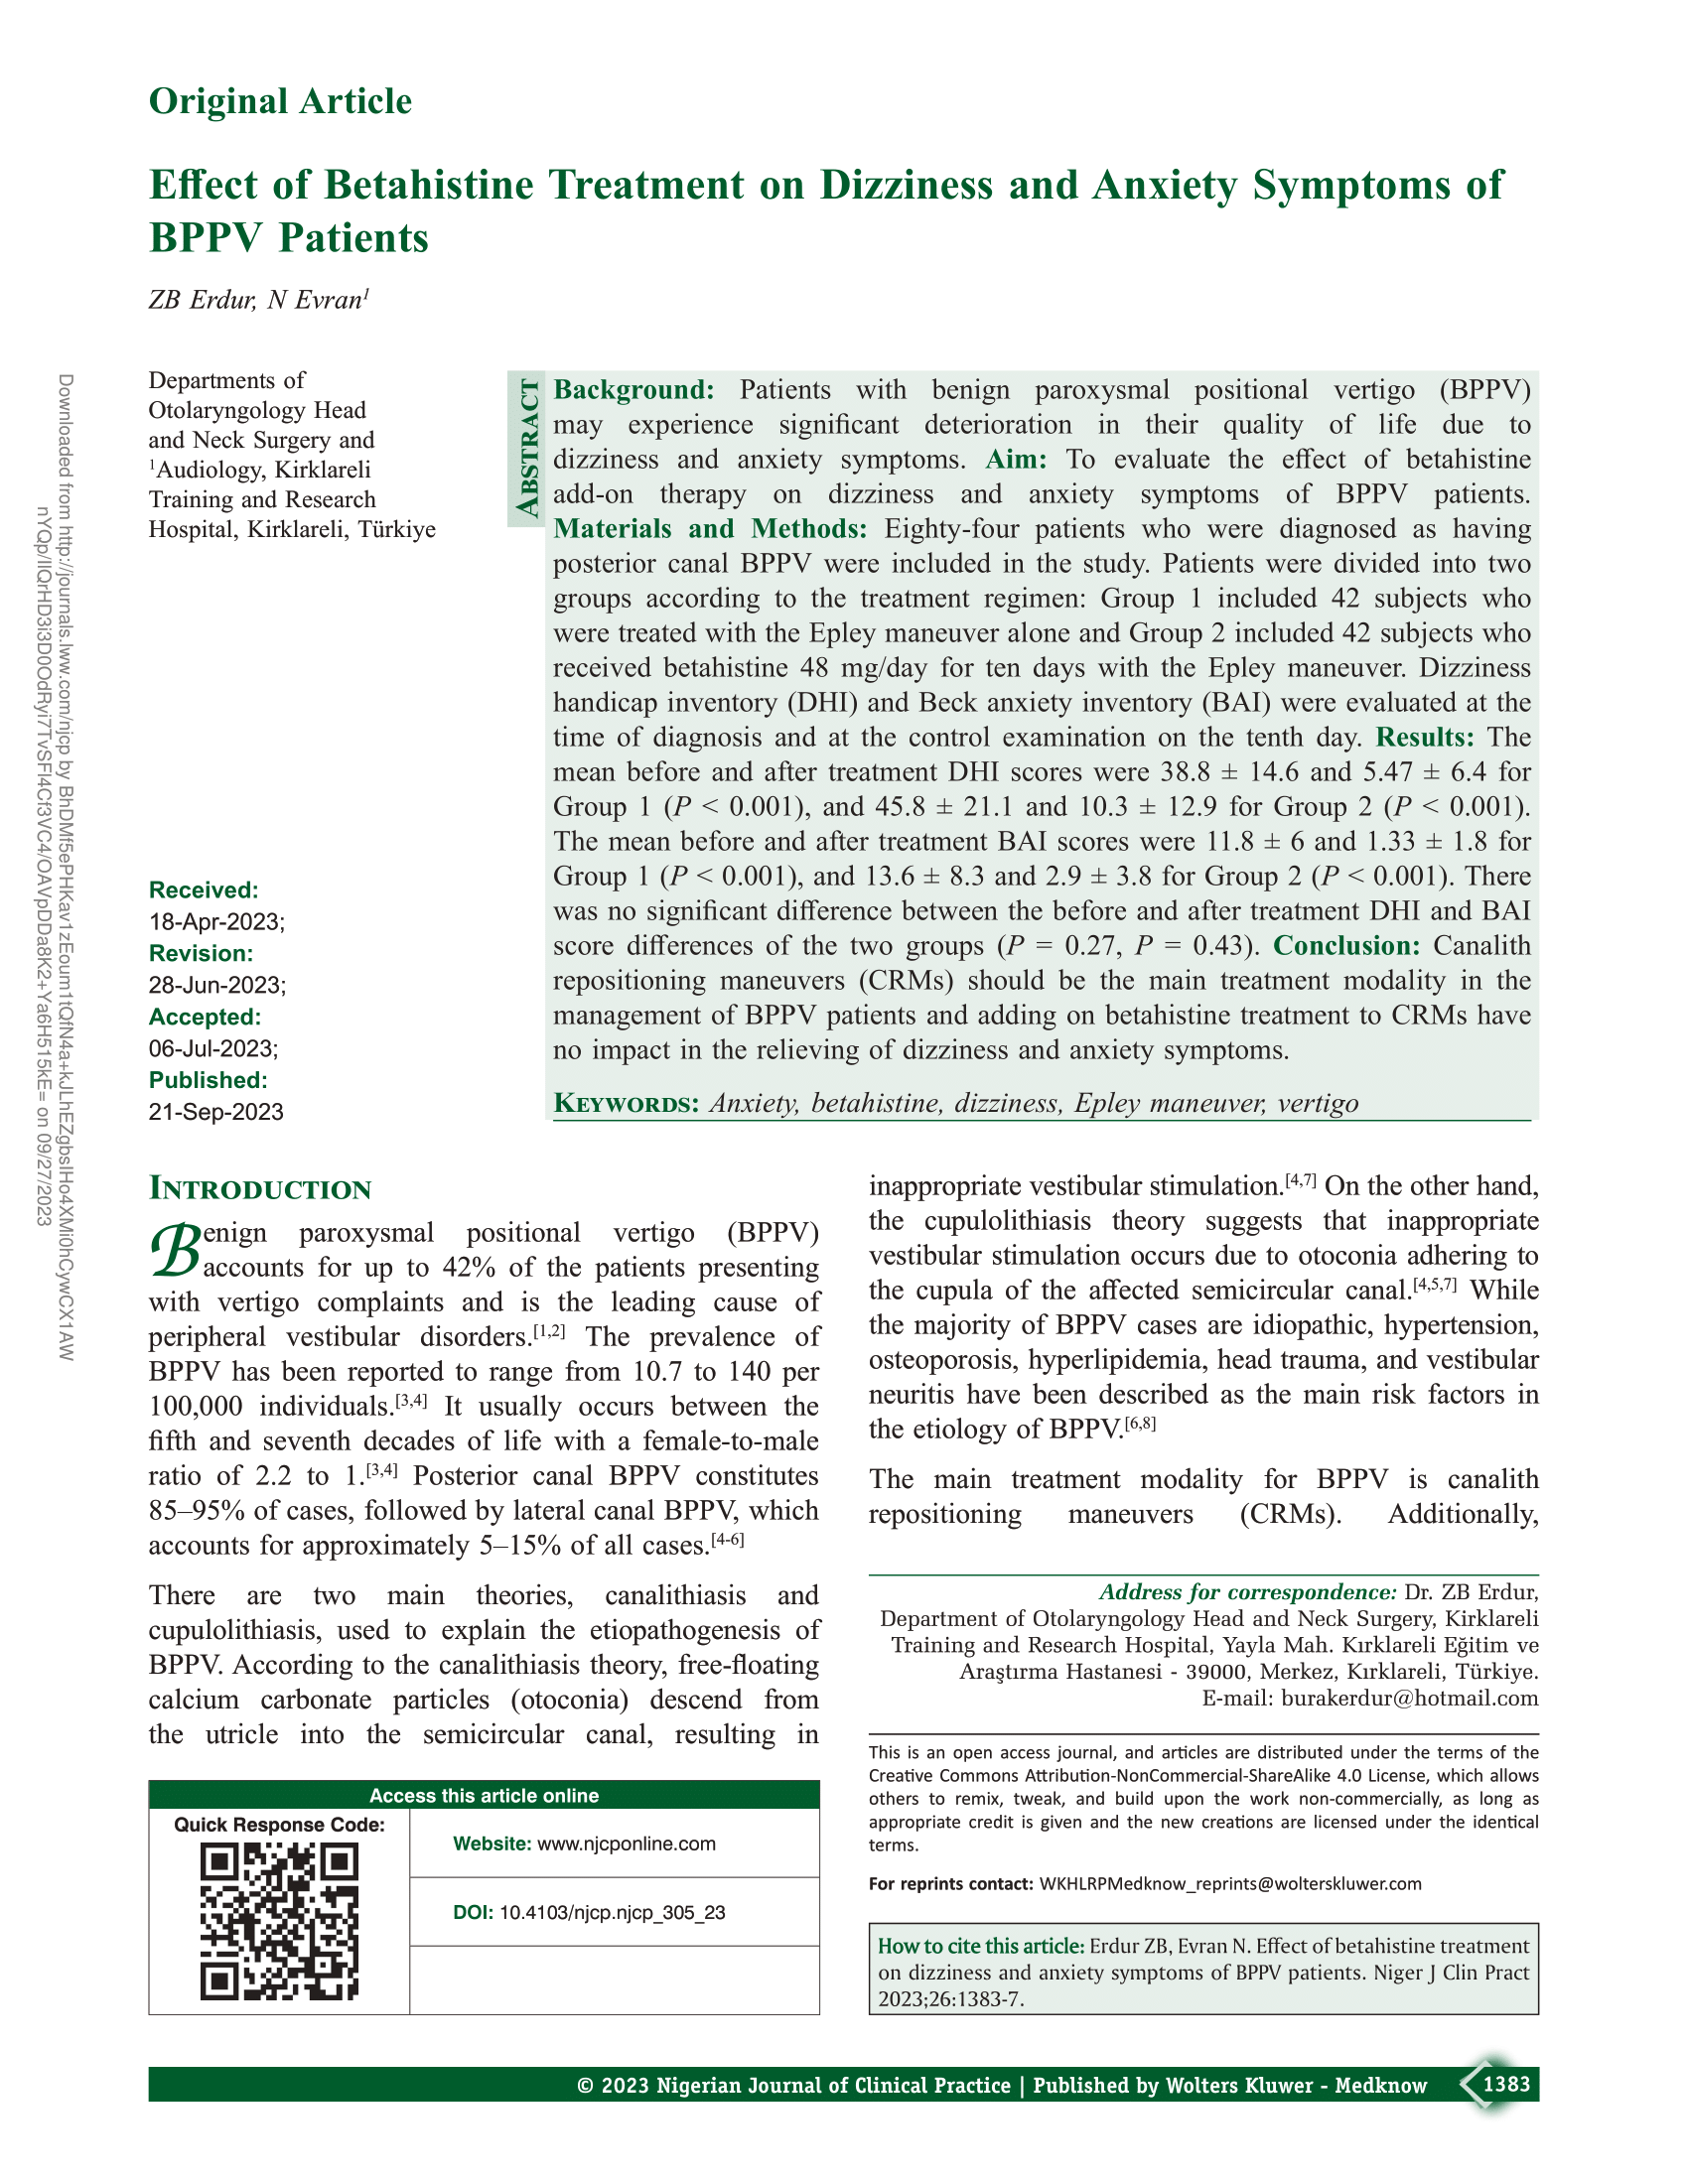 Original Article
Effect of Betahistine Treatment on Dizziness and Anxiety Symptoms of
BPPV Patients
ZB Erdur, N Evran1
Departments of
Otolaryngology Head
and Neck Surgery and
1Audiology, Kirklareli
Training and Research
Hospital, Kirklareli, Türkiye
Received:
18-Apr-2023;
Revision:
28-Jun-2023;
Accepted:
06-Jul-2023;
Published:
21-Sep-2023
ABSTRACT
Background: Patients with benign paroxysmal positional vertigo (BPPV)
may experience significant deterioration in their quality of life due to
dizziness and anxiety symptoms. Aim: To evaluate the effect of betahistine
add-on therapy on dizziness and anxiety symptoms of BPPV patients.
Materials and Methods: Eighty-four patients who were diagnosed as having
posterior canal BPPV were included in the study. Patients were divided into two
groups according to the treatment regimen: Group 1 included 42 subjects who
were treated with the Epley maneuver alone and Group 2 included 42 subjects who
received betahistine 48 mg/day for ten days with the Epley maneuver. Dizziness
handicap inventory (DHI) and Beck anxiety inventory (BAI) were evaluated at the
time of diagnosis and at the control examination on the tenth day. Results: The
mean before and after treatment DHI scores were 38.8 ± 14.6 and 5.47 ± 6.4 for
Group 1 (P < 0.001), and 45.8 ± 21.1 and 10.3 ± 12.9 for Group 2 (P < 0.001).
The mean before and after treatment BAI scores were 11.8 ± 6 and 1.33 ± 1.8 for
Group 1 (P < 0.001), and 13.6 ± 8.3 and 2.9 ± 3.8 for Group 2 (P < 0.001). There
was no significant difference between the before and after treatment DHI and BAI
score differences of the two groups (P = 0.27, P = 0.43). Conclusion: Canalith
repositioning maneuvers (CRMs) should be the main treatment modality in the
management of BPPV patients and adding on betahistine treatment to CRMs have
no impact in the relieving of dizziness and anxiety symptoms.
KEYWORDS: Anxiety, betahistine, dizziness, Epley maneuver, vertigo
INTRODUCTION
Benign paroxysmal positional vertigo (BPPV)
accounts for up to 42% of the patients presenting
with vertigo complaints and is the leading cause of
peripheral vestibular disorders.[1,2] The prevalence of
BPPV has been reported to range from 10.7 to 140 per
100,000 individuals.[3,4] It usually occurs between the
fifth and seventh decades of life with a female-to-male
ratio of 2.2 to 1.[3,4] Posterior canal BPPV constitutes
85–95% of cases, followed by lateral canal BPPV, which
accounts for approximately 5–15% of all cases.[4-6]
There are two main theories, canalithiasis and
cupulolithiasis, used to explain the etiopathogenesis of
BPPV. According to the canalithiasis theory, free-floating
calcium carbonate particles (otoconia) descend from
the utricle into the semicircular canal, resulting in
inappropriate vestibular stimulation.[4,7] On the other hand,
the cupulolithiasis theory suggests that inappropriate
vestibular stimulation occurs due to otoconia adhering to
the cupula of the affected semicircular canal.[4,5,7] While
the majority of BPPV cases are idiopathic, hypertension,
osteoporosis, hyperlipidemia, head trauma, and vestibular
neuritis have been described as the main risk factors in
the etiology of BPPV.[6,8]
The main treatment modality for BPPV is canalith
repositioning maneuvers (CRMs). Additionally,
Address for correspondence: Dr. ZB Erdur,
Department of Otolaryngology Head and Neck Surgery, Kirklareli
Training and Research Hospital, Yayla Mah. Kırklareli Eğitim ve
Araştırma Hastanesi - 39000, Merkez, Kırklareli, Türkiye.
E-mail: burakerdur@hotmail.com
This is an open access journal, and articles are distributed under the terms of the
Creative Commons Attribution-NonCommercial-ShareAlike 4.0 License, which allows
others to remix, tweak, and build upon the work non-commercially, as long as
appropriate credit is given and the new creations are licensed under the identical
terms.
For reprints contact: WKHLRPMedknow_reprints@wolterskluwer.com
How to cite this article: Erdur ZB, Evran N. Effect of betahistine treatment
on dizziness and anxiety symptoms of BPPV patients. Niger J Clin Pract
2023;26:1383-7.
Access this article online
Quick Response Code:
Website: www.njcponline.com
DOI: 10.4103/njcp.njcp_305_23
© 2023 Nigerian Journal of Clinical Practice | Published by Wolters Kluwer - Medknow
1383
Downloaded from http://journals.lww.com/njcp by
on 09/27/2023